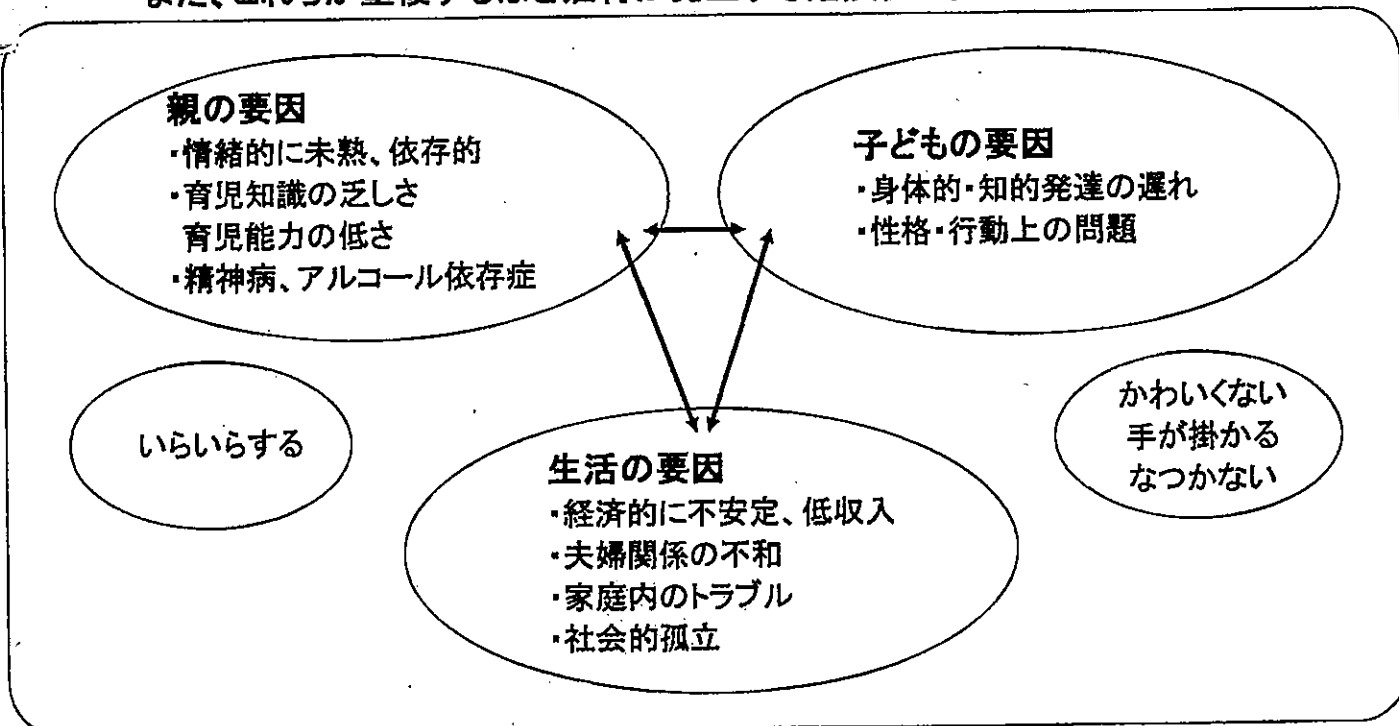 親の要因
・情緒的に未熟、依存的
・育児知識の乏しさ
育児能力の低さ
・精神病、アルコール依存症
子どもの要因
・身体的・知的発達の遅れ
・性格・行動上の問題
いらいらする
かわいくない
手が掛かる
なつかない
生活の要因
・経済的に不安定、低収入
・夫婦関係の不和
・家庭内のトラブル
・社会的孤立